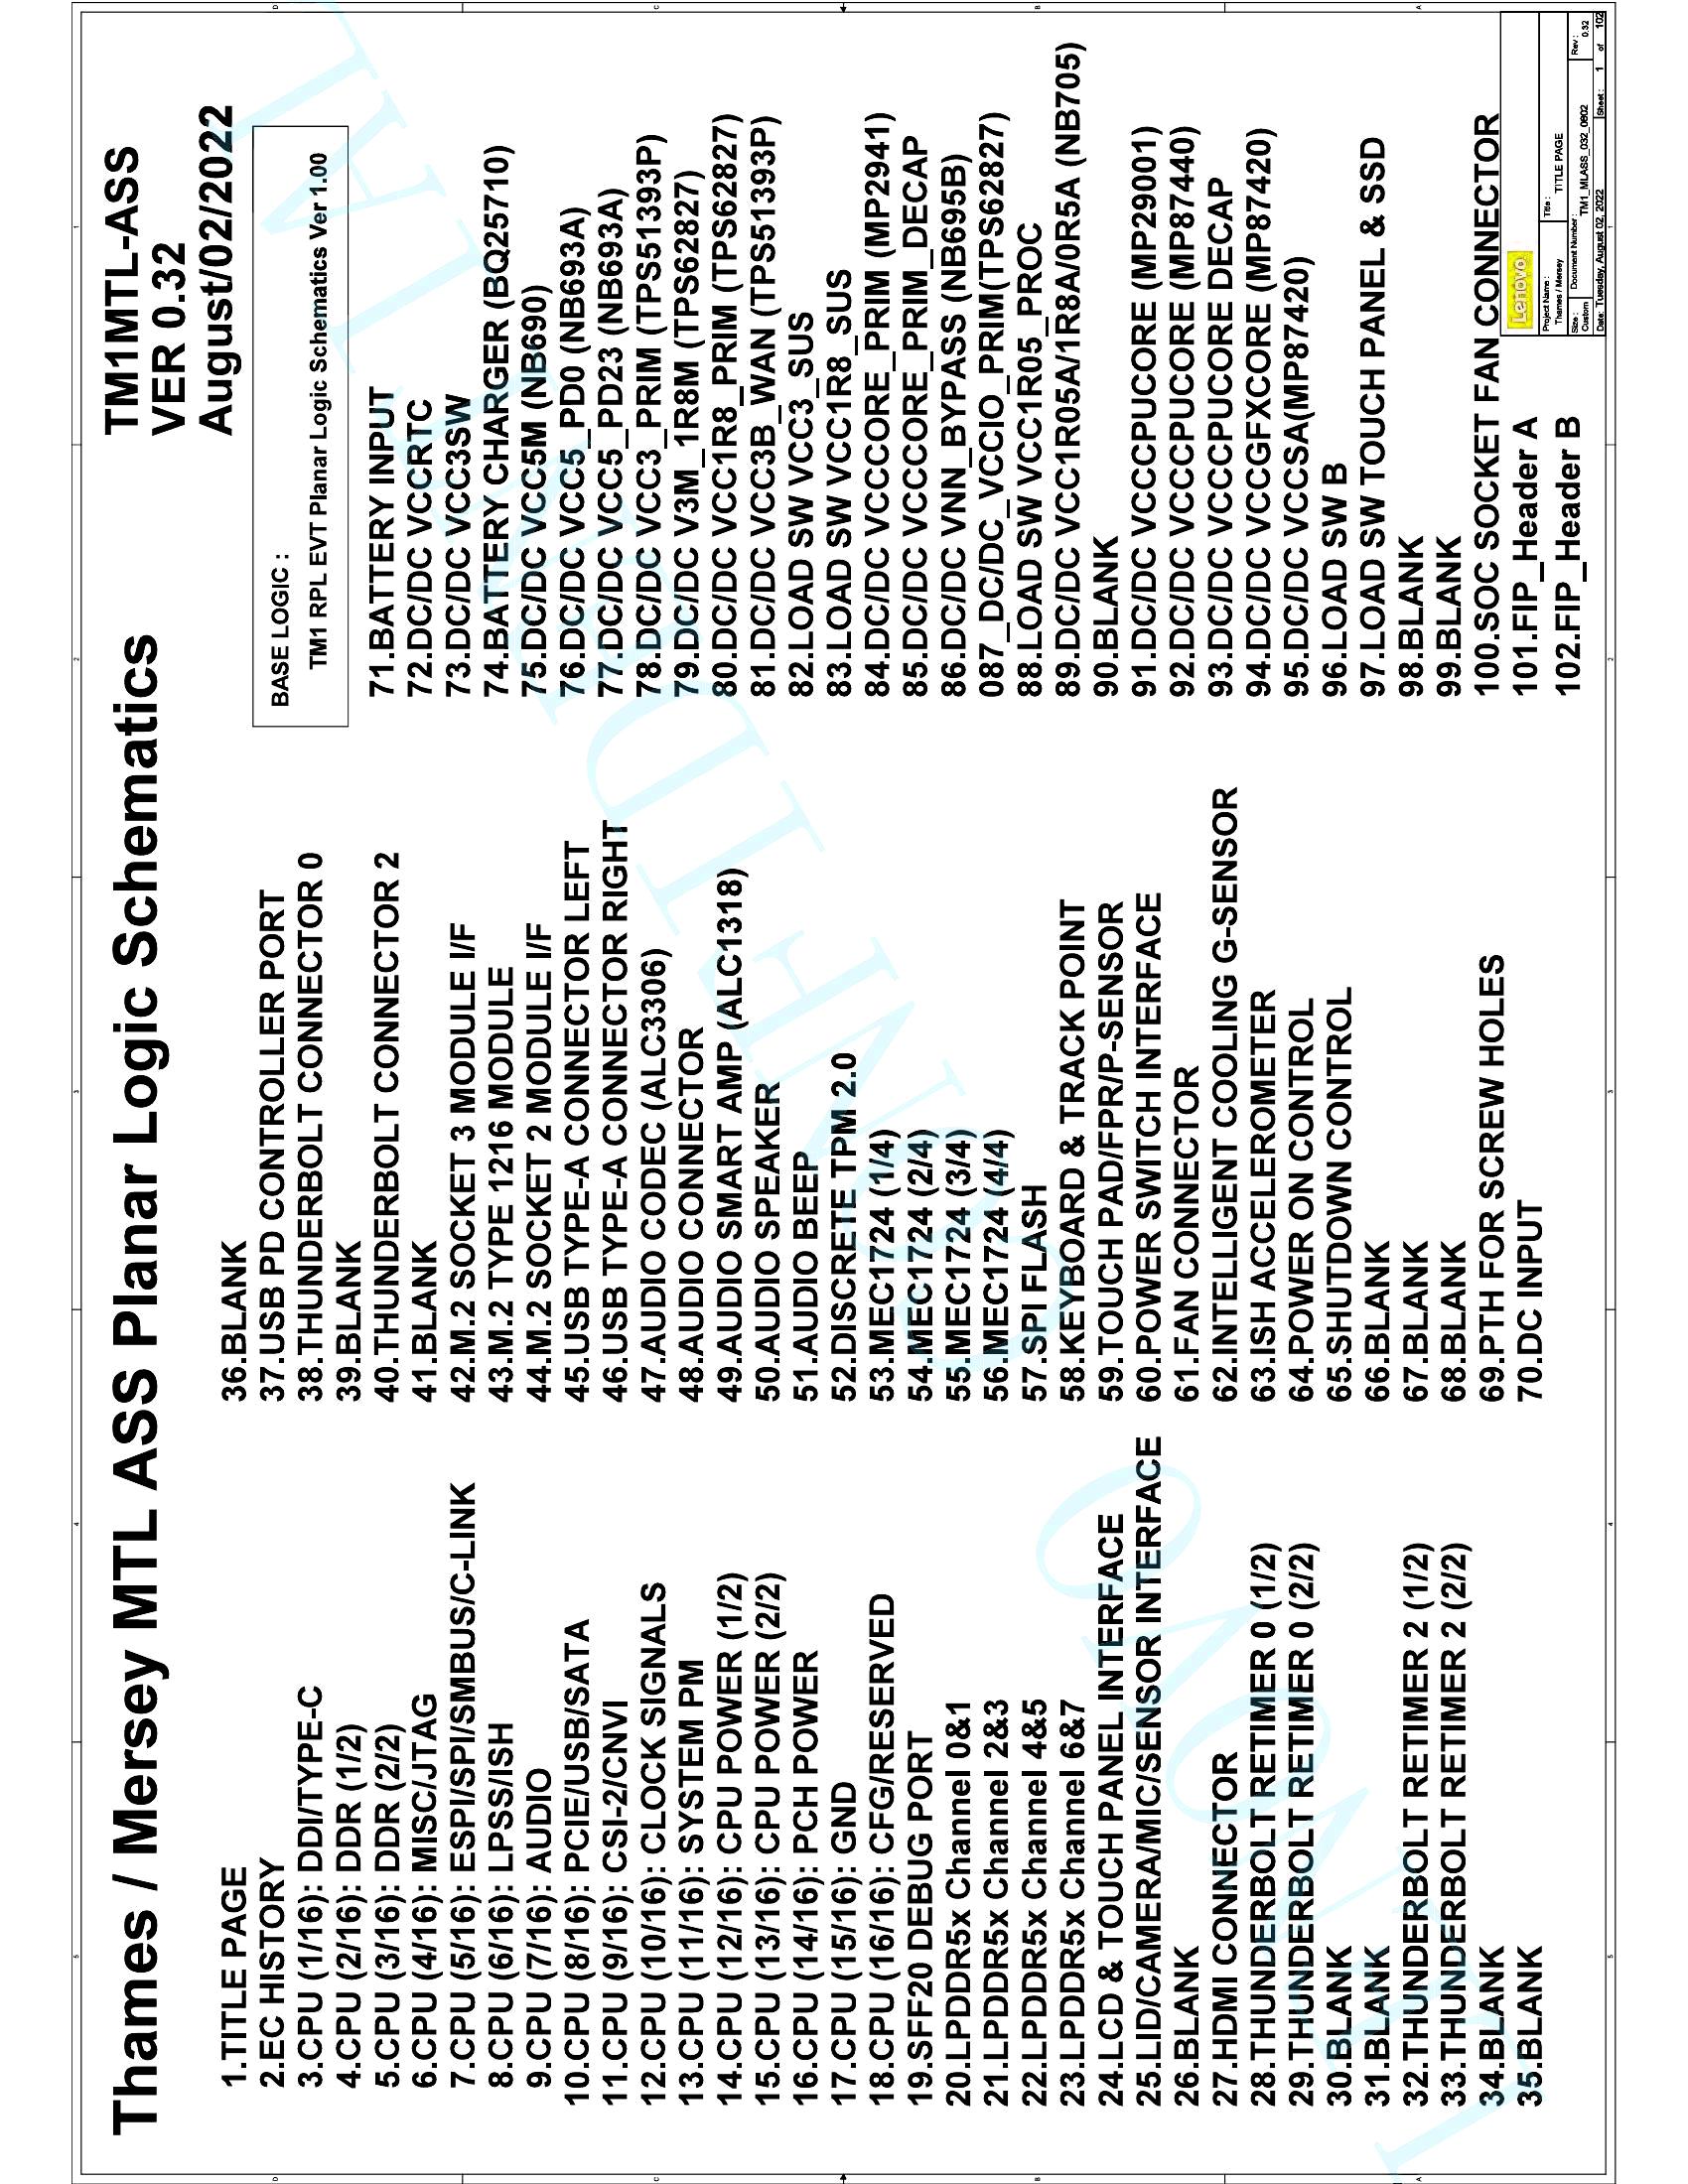 Thames / Mersey MTL ASS Planar Logic Schematics
TM1MTL-ASS
VER 0.32
August/02/2022
BASE LOGIC :
TM1 RPL EVT Planar Logic Schematics Ver 1.00
1.TITLE PAGE
2.EC HISTORY
3.CPU (1/16): DDI/TYPE-C
4.CPU (2/16): DDR (1/2)
5.CPU (3/16): DDR (2/2)
6.CPU (4/16): MISC/JTAG
7.CPU (5/16): ESPI/SPI/SMBUS/C-LINK
8.CPU (6/16): LPSS/ISH
9.CPU (7/16): AUDIO
10.CPU (8/16): PCIE/USB/SATA
11.CPU (9/16): CSI-2/CNVI
12.CPU (10/16): CLOCK SIGNALS
13.CPU (11/16): SYSTEM PM
14.CPU (12/16): CPU POWER (1/2)
15.CPU (13/16): CPU POWER (2/2)
16.CPU (14/16): PCH POWER
17.CPU (15/16): GND
18.CPU (16/16): CFG/RESERVED
19.SFF20 DEBUG PORT
20.LPDDR5x Channel 0&1
21.LPDDR5x Channel 2&3
22.LPDDR5x Channel 4&5
23.LPDDR5x Channel 6&7
24.LCD & TOUCH PANEL INTERFACE
25.LID/CAMERA/MIC/SENSOR INTERFACE
26.BLANK
27.HDMI CONNECTOR
28.THUNDERBOLT RETIMER 0 (1/2)
29.THUNDERBOLT RETIMER 0 (2/2)
30.BLANK
31.BLANK
32.THUNDERBOLT RETIMER 2 (1/2)
33.THUNDERBOLT RETIMER 2 (2/2)
34.BLANK
35.BLANK
36.BLANK
37.USB PD CONTROLLER PORT
38.THUNDERBOLT CONNECTOR 0
39.BLANK
40.THUNDERBOLT CONNECTOR 2
41.BLANK
42.M.2 SOCKET 3 MODULE I/F
43.M.2 TYPE 1216 MODULE
44.M.2 SOCKET 2 MODULE I/F
45.USB TYPE-A CONNECTOR LEFT
46.USB TYPE-A CONNECTOR RIGHT
47.AUDIO CODEC (ALC3306)
48.AUDIO CONNECTOR
49.AUDIO SMART AMP (ALC1318)
50.AUDIO SPEAKER
51.AUDIO BEEP
52.DISCRETE TPM 2.0
53.MEC1724 (1/4)
54.MEC1724 (2/4)
55.MEC1724 (3/4)
56.MEC1724 (4/4)
57.SPI FLASH
58.KEYBOARD & TRACK POINT
59.TOUCH PAD/FPR/P-SENSOR
60.POWER SWITCH INTERFACE
61.FAN CONNECTOR
62.INTELLIGENT COOLING G-SENSOR
63.ISH ACCELEROMETER
64.POWER ON CONTROL
65.SHUTDOWN CONTROL
66.BLANK
67.BLANK
68.BLANK
69.PTH FOR SCREW HOLES
70.DC INPUT
71.BATTERY INPUT
72.DC/DC VCCRTC
73.DC/DC VCC3SW
74.BATTERY CHARGER (BQ25710)
75.DC/DC VCC5M (NB690)
76.DC/DC VCC5_PD0 (NB693A)
77.DC/DC VCC5_PD23 (NB693A)
78.DC/DC VCC3_PRIM (TPS51393P)
79.DC/DC V3M_1R8M (TPS62827)
80.DC/DC VCC1R8_PRIM (TPS62827)
81.DC/DC VCC3B_WAN (TPS51393P)
82.LOAD SW VCC3_SUS
83.LOAD SW VCC1R8_SUS
84.DC/DC VCCCORE_PRIM (MP2941)
85.DC/DC VCCCORE_PRIM_DECAP
86.DC/DC VNN_BYPASS (NB695B)
087_DC/DC_VCCIO_PRIM(TPS62827)
88.LOAD SW VCC1R05_PROC
89.DC/DC VCC1R05A/1R8A/0R5A (NB705)
90.BLANK
91.DC/DC VCCCPUCORE (MP29001)
92.DC/DC VCCCPUCORE (MP87440)
93.DC/DC VCCCPUCORE DECAP
94.DC/DC VCCGFXCORE (MP87420)
95.DC/DC VCCSA(MP87420)
96.LOAD SW B
97.LOAD SW TOUCH PANEL & SSD
98.BLANK
99.BLANK
100.SOC SOCKET FAN CONNECTOR
101.FIP_Header A
102.FIP_Header B
Lenovo
Project Name :
Thames / Mersey
Title :
TITLE PAGE
Size :
Custom
Document Number :
TM1_MLASS_032_0802
Rev :
0.32
Date: Tuesday, August 02, 2022
Sheet : 1 of 102
LENOVO CONFIDENTIAL